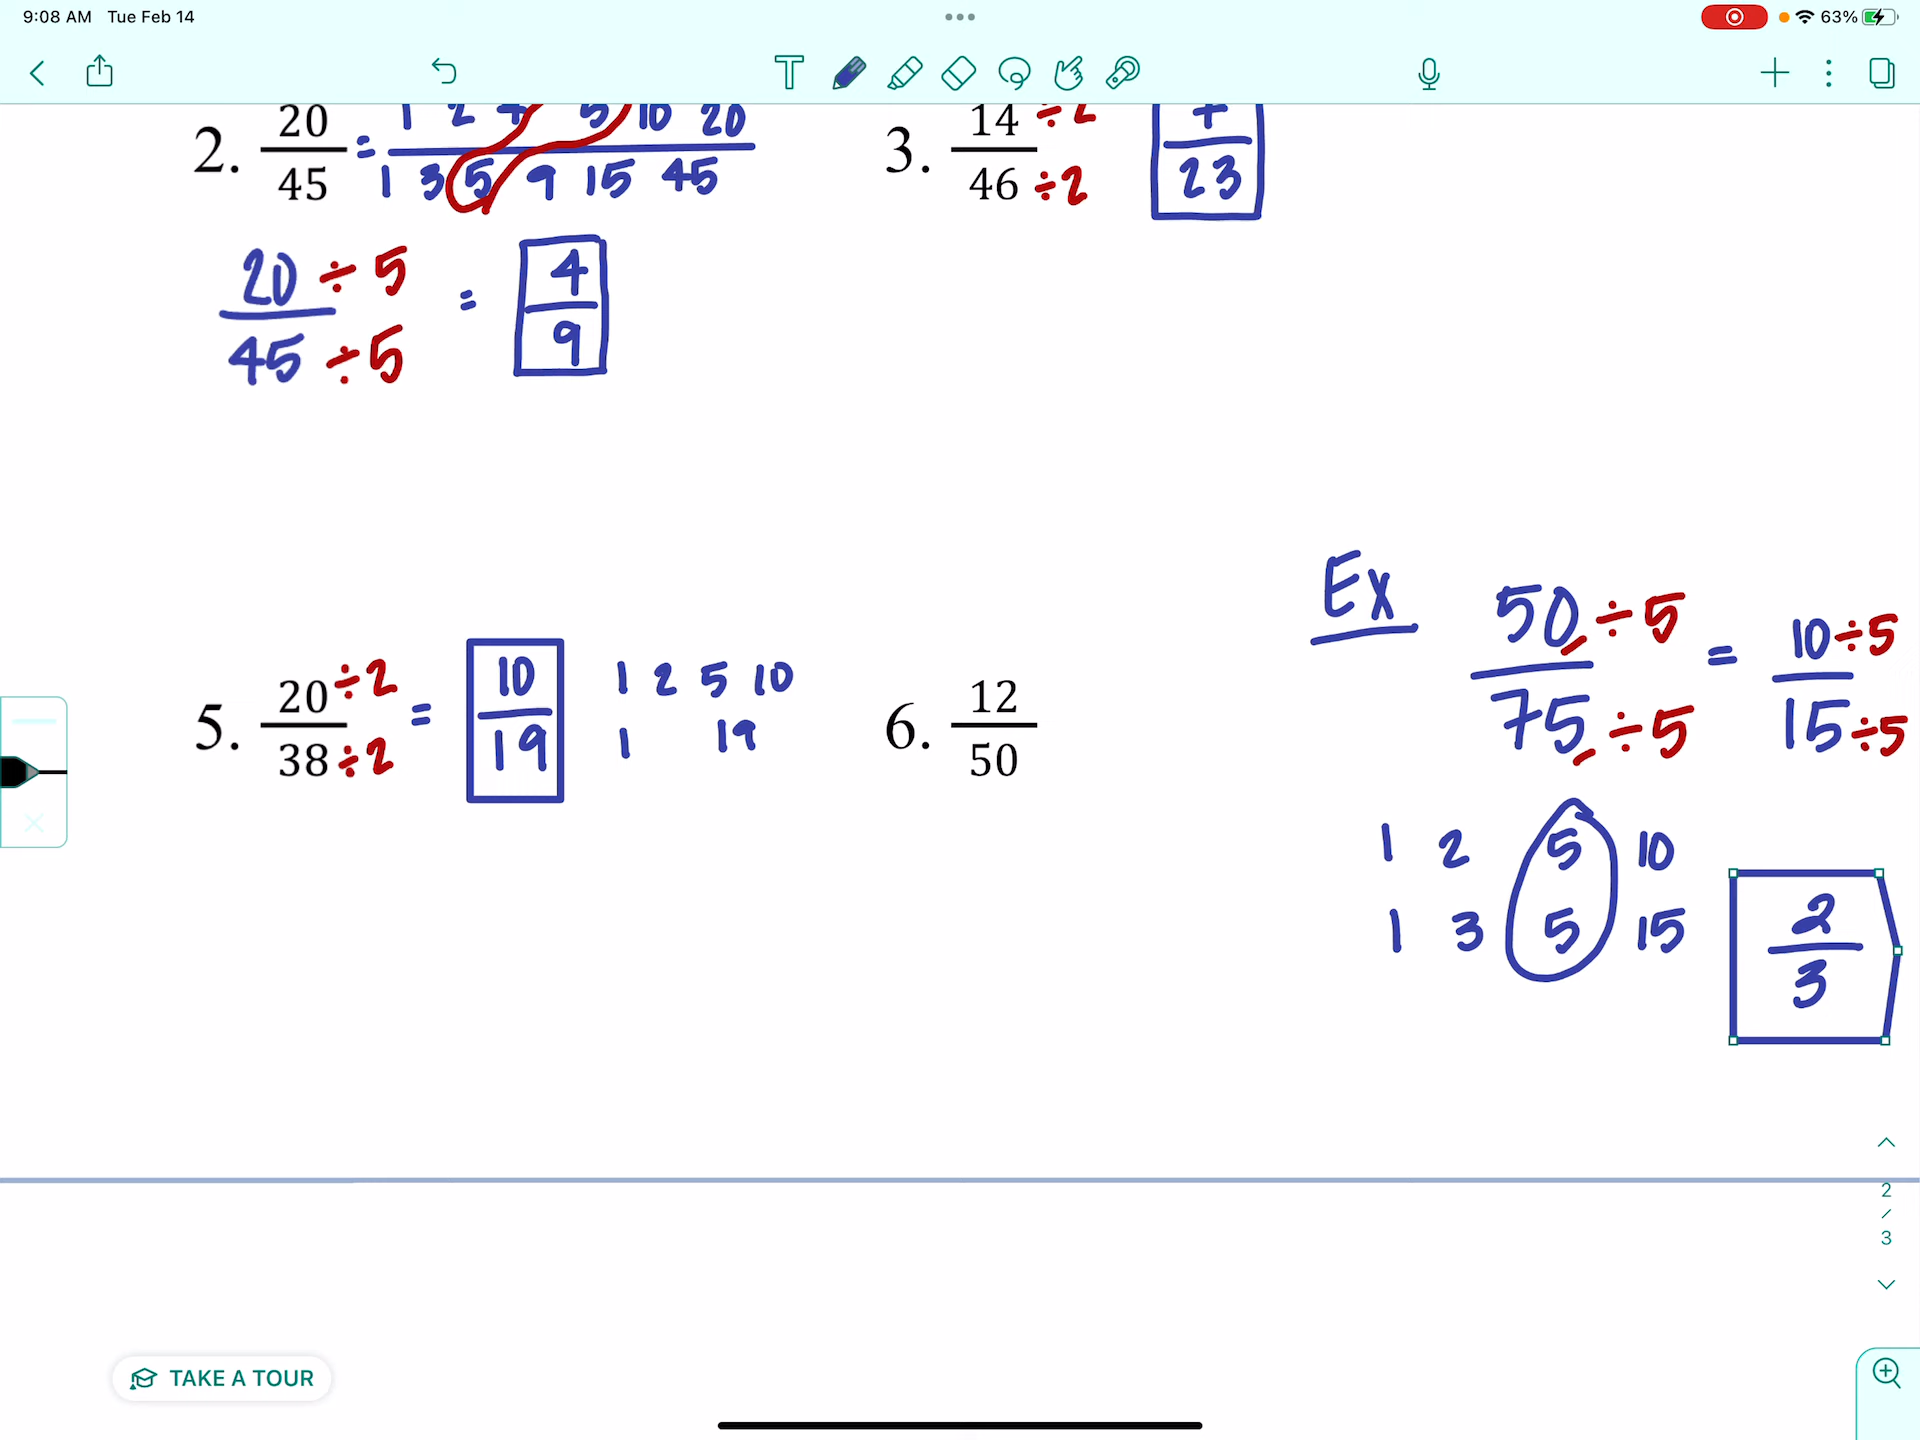 9:08 AM Tue Feb 14
63%
T
2. 20/45 = 1 2 4 5 10 20 / 1 3 5 9 15 45
20 ÷ 5 / 45 ÷ 5 = 4/9
3. 14 ÷2 / 46 ÷2 7/23
Ex 50 ÷5 / 75 ÷5 = 10 ÷5 / 15 ÷5
1 2 5 10
1 3 5 15
2/3
5. 20 ÷2 / 38 ÷2 = 10/19
1 2 5 10
1 19
6. 12/50
2
/
3
TAKE A TOUR